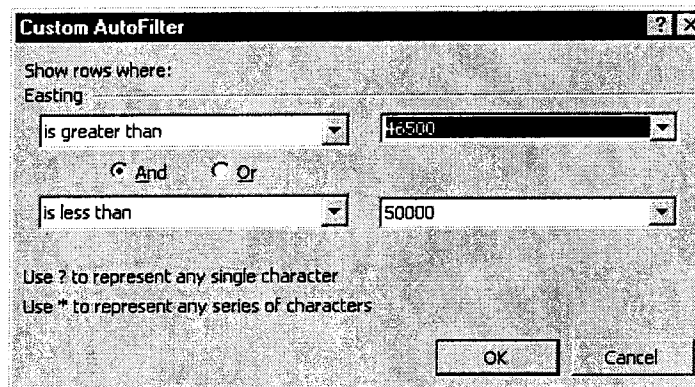 Custom AutoFilter ? X
Show rows where:
Easting
is greater than 46500
And Or
is less than 50000
Use ? to represent any single character
Use * to represent any series of characters
OK Cancel